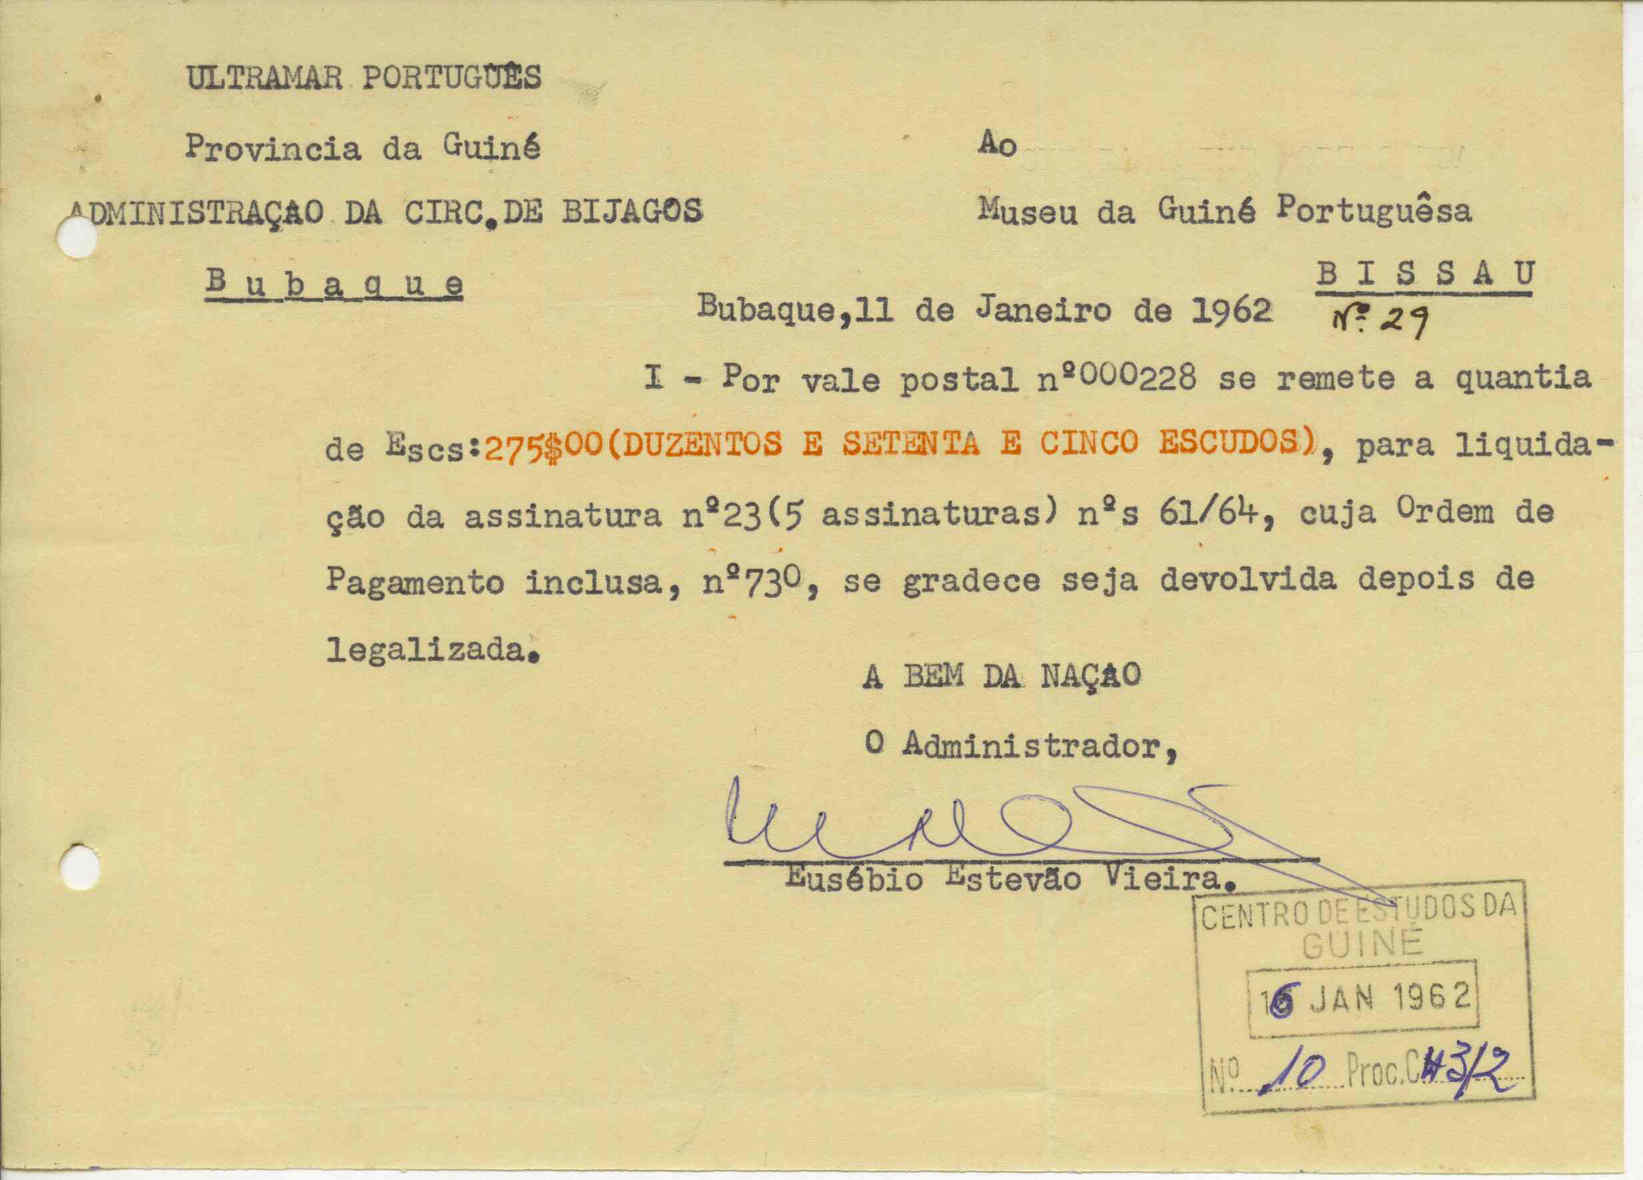 ULTRAMAR PORTUGUÊS
Provincia da Guiné
ADMINISTRAÇAO DA CIRC.DE BIJAGOS
B u b a q u e
Ao
Museu da Guiné Portuguêsa
B I S S A U
Bubaque,11 de Janeiro de 1962
Nº 29
I - Por vale postal nº000228 se remete a quantia
de Escs:275$00(DUZENTOS E SETENTA E CINCO ESCUDOS), para liquida-
ção da assinatura nº23(5 assinaturas) nºs 61/64, cuja Ordem de
Pagamento inclusa, nº730, se gradece seja devolvida depois de
legalizada.
A BEM DA NAÇAO
O Administrador,
Eusébio Estevão Vieira.
CENTRO DE ESTUDOS DA
GUINÉ
16 JAN 1962
Nº 10 Proc.C 3/2